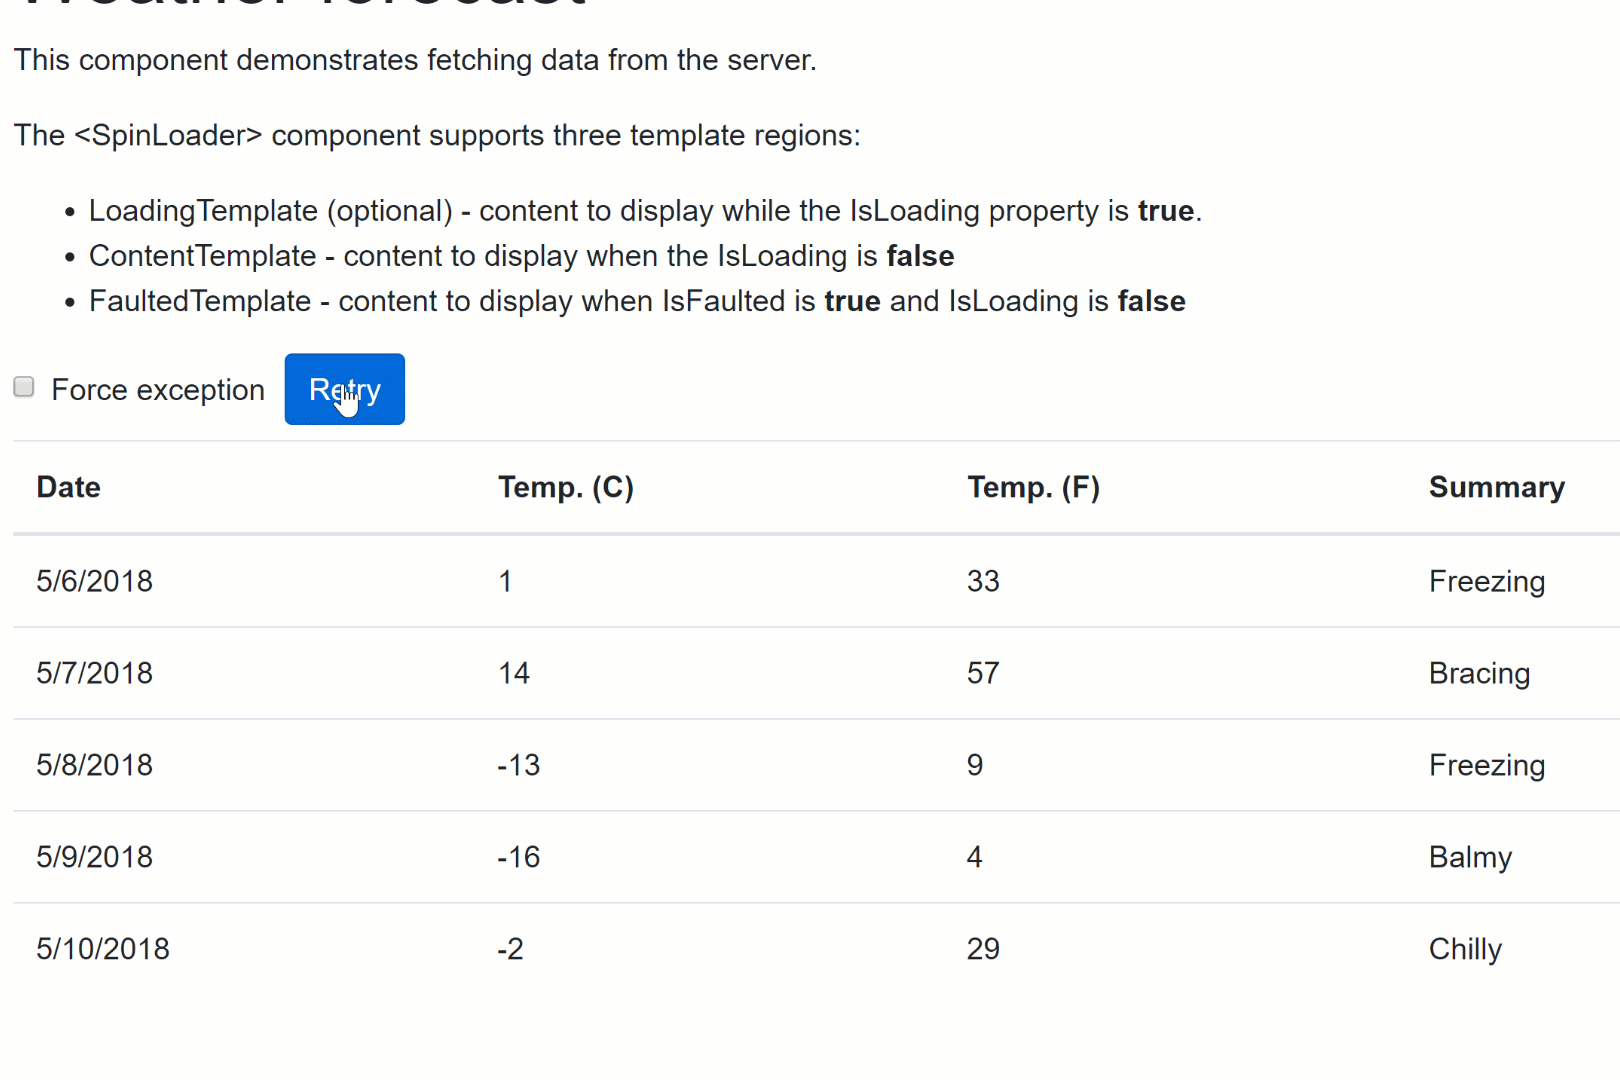 Weather forecast
This component demonstrates fetching data from the server.
The <SpinLoader> component supports three template regions:
• LoadingTemplate (optional) - content to display while the IsLoading property is true.
• ContentTemplate - content to display when the IsLoading is false
• FaultedTemplate - content to display when IsFaulted is true and IsLoading is false
Force exception Retry
Date Temp. (C) Temp. (F) Summary
5/6/2018 1 33 Freezing
5/7/2018 14 57 Bracing
5/8/2018 -13 9 Freezing
5/9/2018 -16 4 Balmy
5/10/2018 -2 29 Chilly